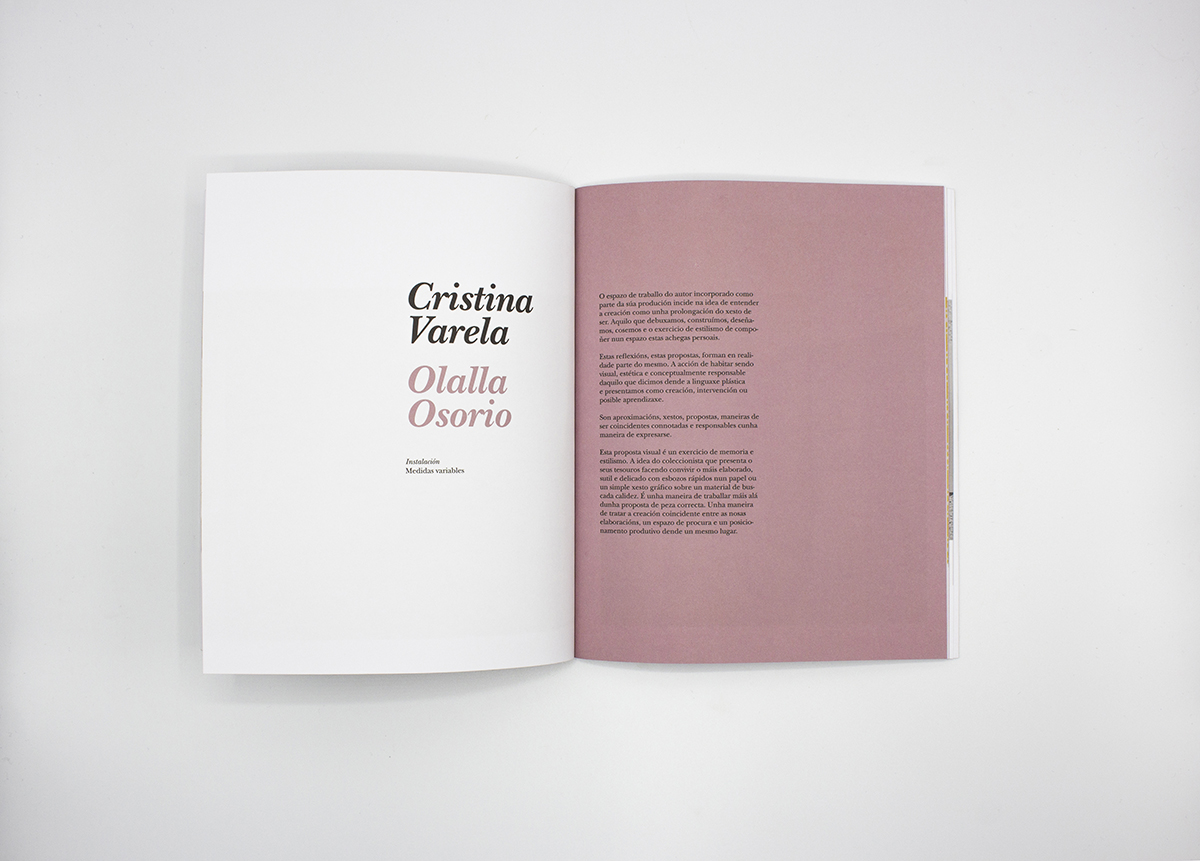 Cristina
Varela
Olalla
Osorio
Instalación
Medidas variables
O espazo de traballo do autor incorporado como
parte da súa produción incide na idea de entender
a creación como unha prolongación do xesto de
ser. Aquilo que debuxamos, construímos, deseña-
mos, cosemos e o exercicio de estilismo de compo-
ñer nun espazo estas achegas persoais.
Estas reflexións, estas propostas, forman en reali-
dade parte do mesmo. A acción de habitar sendo
visual, estética e conceptualmente responsable
daquilo que dicimos dende a linguaxe plástica
e presentamos como creación, intervención ou
posible aprendizaxe.
Son aproximacións, xestos, propostas, maneiras de
ser coincidentes connotadas e responsables cunha
maneira de expresarse.
Esta proposta visual é un exercicio de memoria e
estilismo. A idea do coleccionista que presenta o
seus tesouros facendo convivir o máis elaborado,
sutil e delicado con esbozos rápidos nun papel ou
un simple xesto gráfico sobre un material de bus-
cada calidez. É unha maneira de traballar máis alá
dunha proposta de peza correcta. Unha maneira
de tratar a creación coincidente entre as nosas
elaboracións, un espazo de procura e un posicio-
namento produtivo dende un mesmo lugar.